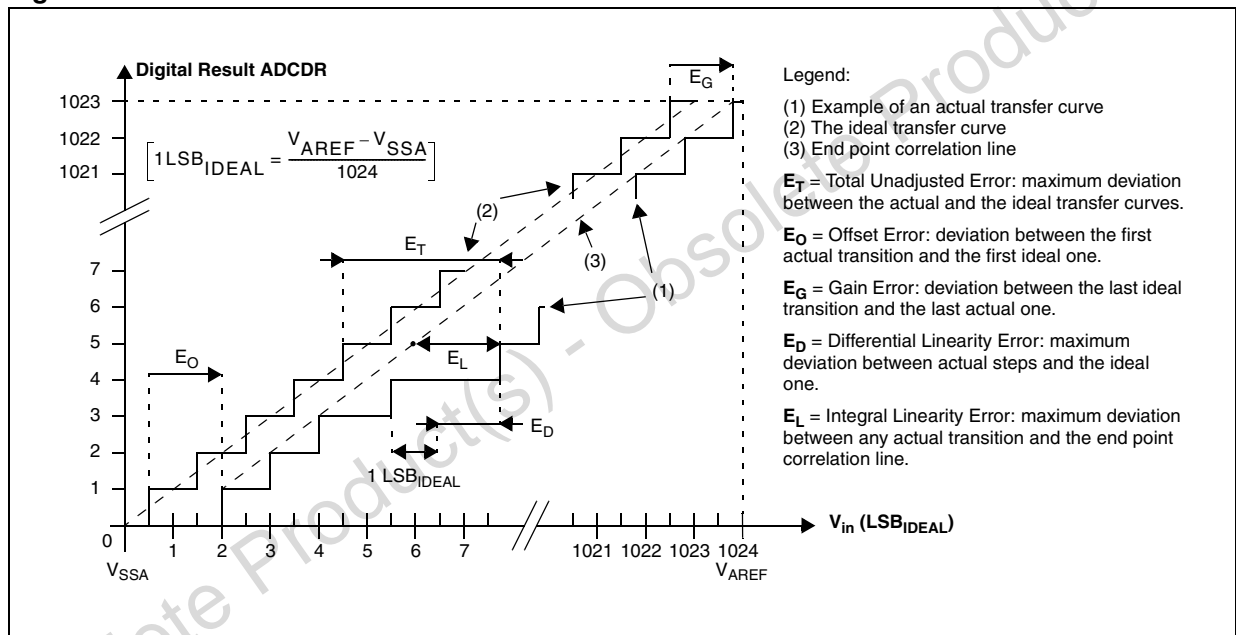 Digital Result ADCDR
1023
1022
1021
7
6
5
4
3
2
1
0
[1LSB_IDEAL = (V_AREF – V_SSA) / 1024]
E_G
(2)
(3)
(1)
E_T
E_O
E_L
E_D
1 LSB_IDEAL
1 2 3 4 5 6 7 1021 1022 1023 1024
V_SSA
V_AREF
V_in (LSB_IDEAL)
Legend:
(1) Example of an actual transfer curve
(2) The ideal transfer curve
(3) End point correlation line
E_T = Total Unadjusted Error: maximum deviation
between the actual and the ideal transfer curves.
E_O = Offset Error: deviation between the first
actual transition and the first ideal one.
E_G = Gain Error: deviation between the last ideal
transition and the last actual one.
E_D = Differential Linearity Error: maximum
deviation between actual steps and the ideal
one.
E_L = Integral Linearity Error: maximum deviation
between any actual transition and the end point
correlation line.
Obsolete Product(s) - Obsolete Product